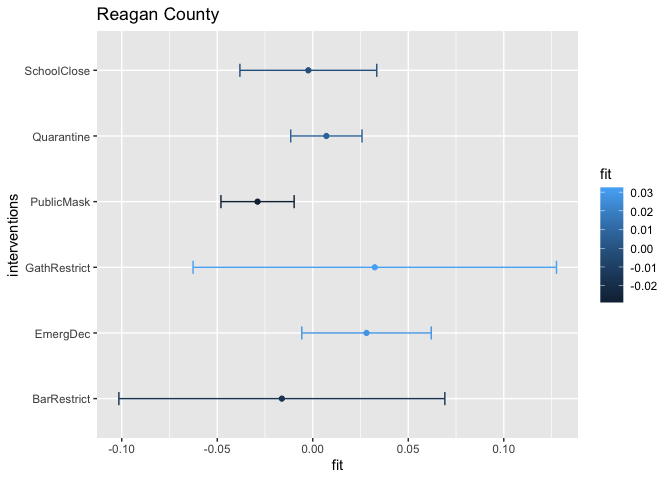 Reagan County
interventions
SchoolClose
Quarantine
PublicMask
GathRestrict
EmergDec
BarRestrict
-0.10 -0.05 0.00 0.05 0.10
fit
fit
0.03
0.02
0.01
0.00
-0.01
-0.02